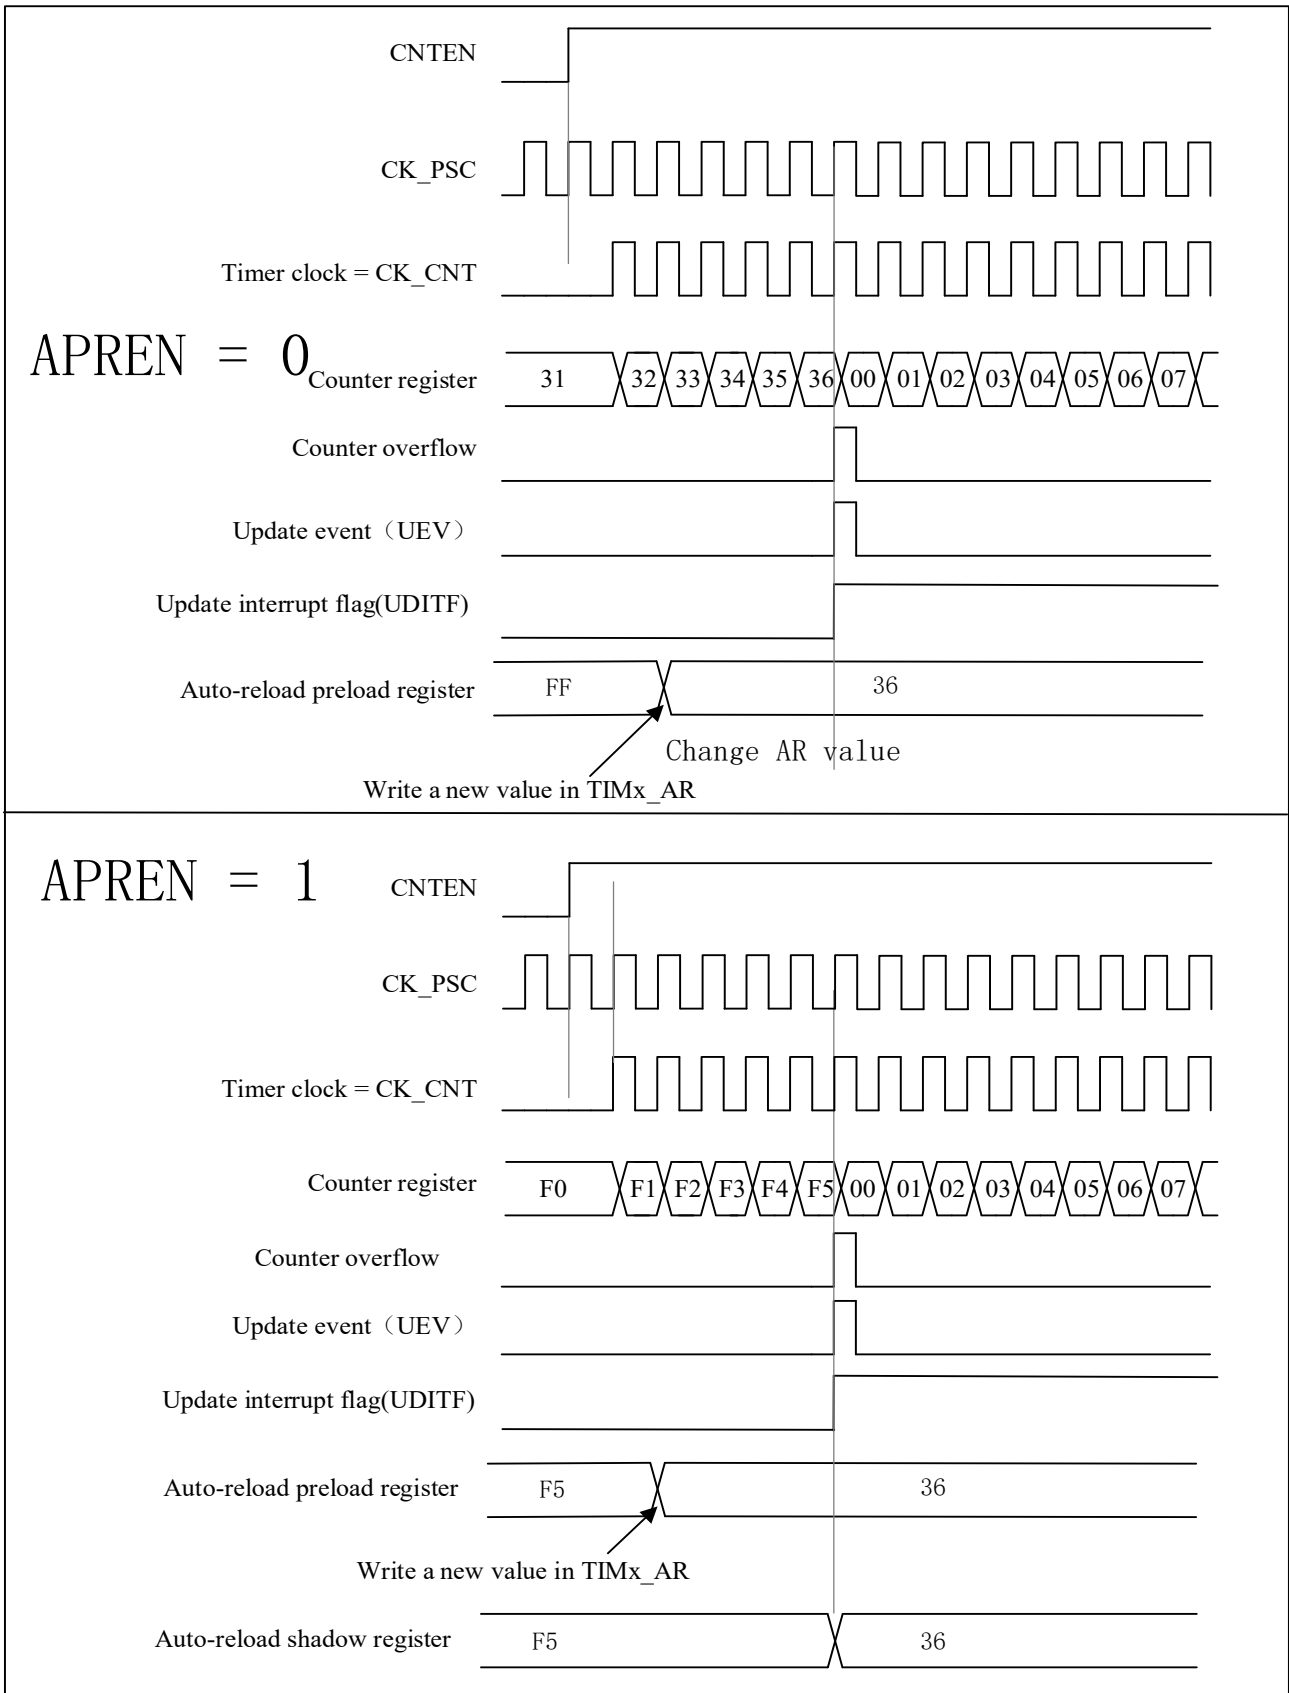 CNTEN
CK_PSC
Timer clock = CK_CNT
APREN = 0
Counter register 31 32 33 34 35 36 00 01 02 03 04 05 06 07
Counter overflow
Update event（UEV）
Update interrupt flag(UDITF)
Auto-reload preload register FF 36
Change AR value
Write a new value in TIMx_AR
APREN = 1
CNTEN
CK_PSC
Timer clock = CK_CNT
Counter register F0 F1 F2 F3 F4 F5 00 01 02 03 04 05 06 07
Counter overflow
Update event（UEV）
Update interrupt flag(UDITF)
Auto-reload preload register F5 36
Write a new value in TIMx_AR
Auto-reload shadow register F5 36